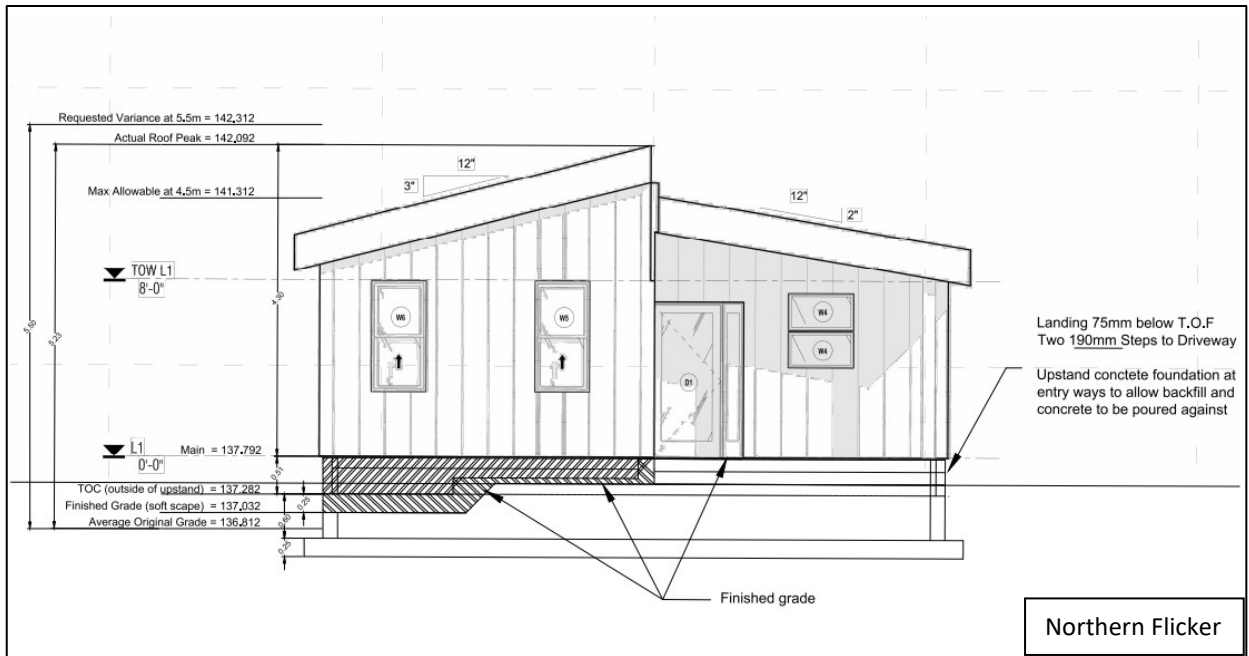 Requested Variance at 5.5m = 142.312
Actual Roof Peak = 142.092
12"
3"
Max Allowable at 4.5m = 141.312
12"
2"
TOW L1
8'-0"
4.30
5.50
5.23
W6
W5
W4
W4
D1
Landing 75mm below T.O.F
Two 190mm Steps to Driveway
Upstand conctete foundation at
entry ways to allow backfill and
concrete to be poured against
L1
0'-0"
Main = 137.792
0.51
TOC (outside of upstand) = 137.282
Finished Grade (soft scape) = 137.032
0.25
Average Original Grade = 136.812
0.60
0.25
Finished grade
Northern Flicker